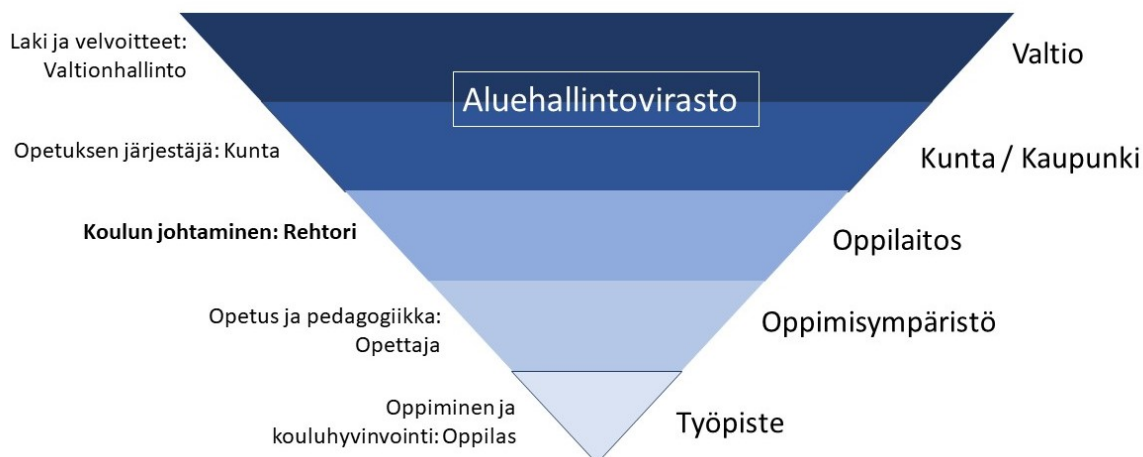 Laki ja velvoitteet:
Valtionhallinto
Valtio
Aluehallintovirasto
Opetuksen järjestäjä: Kunta
Kunta / Kaupunki
Koulun johtaminen: Rehtori
Oppilaitos
Opetus ja pedagogiikka:
Opettaja
Oppimisympäristö
Oppiminen ja
kouluhyvinvointi: Oppilas
Työpiste